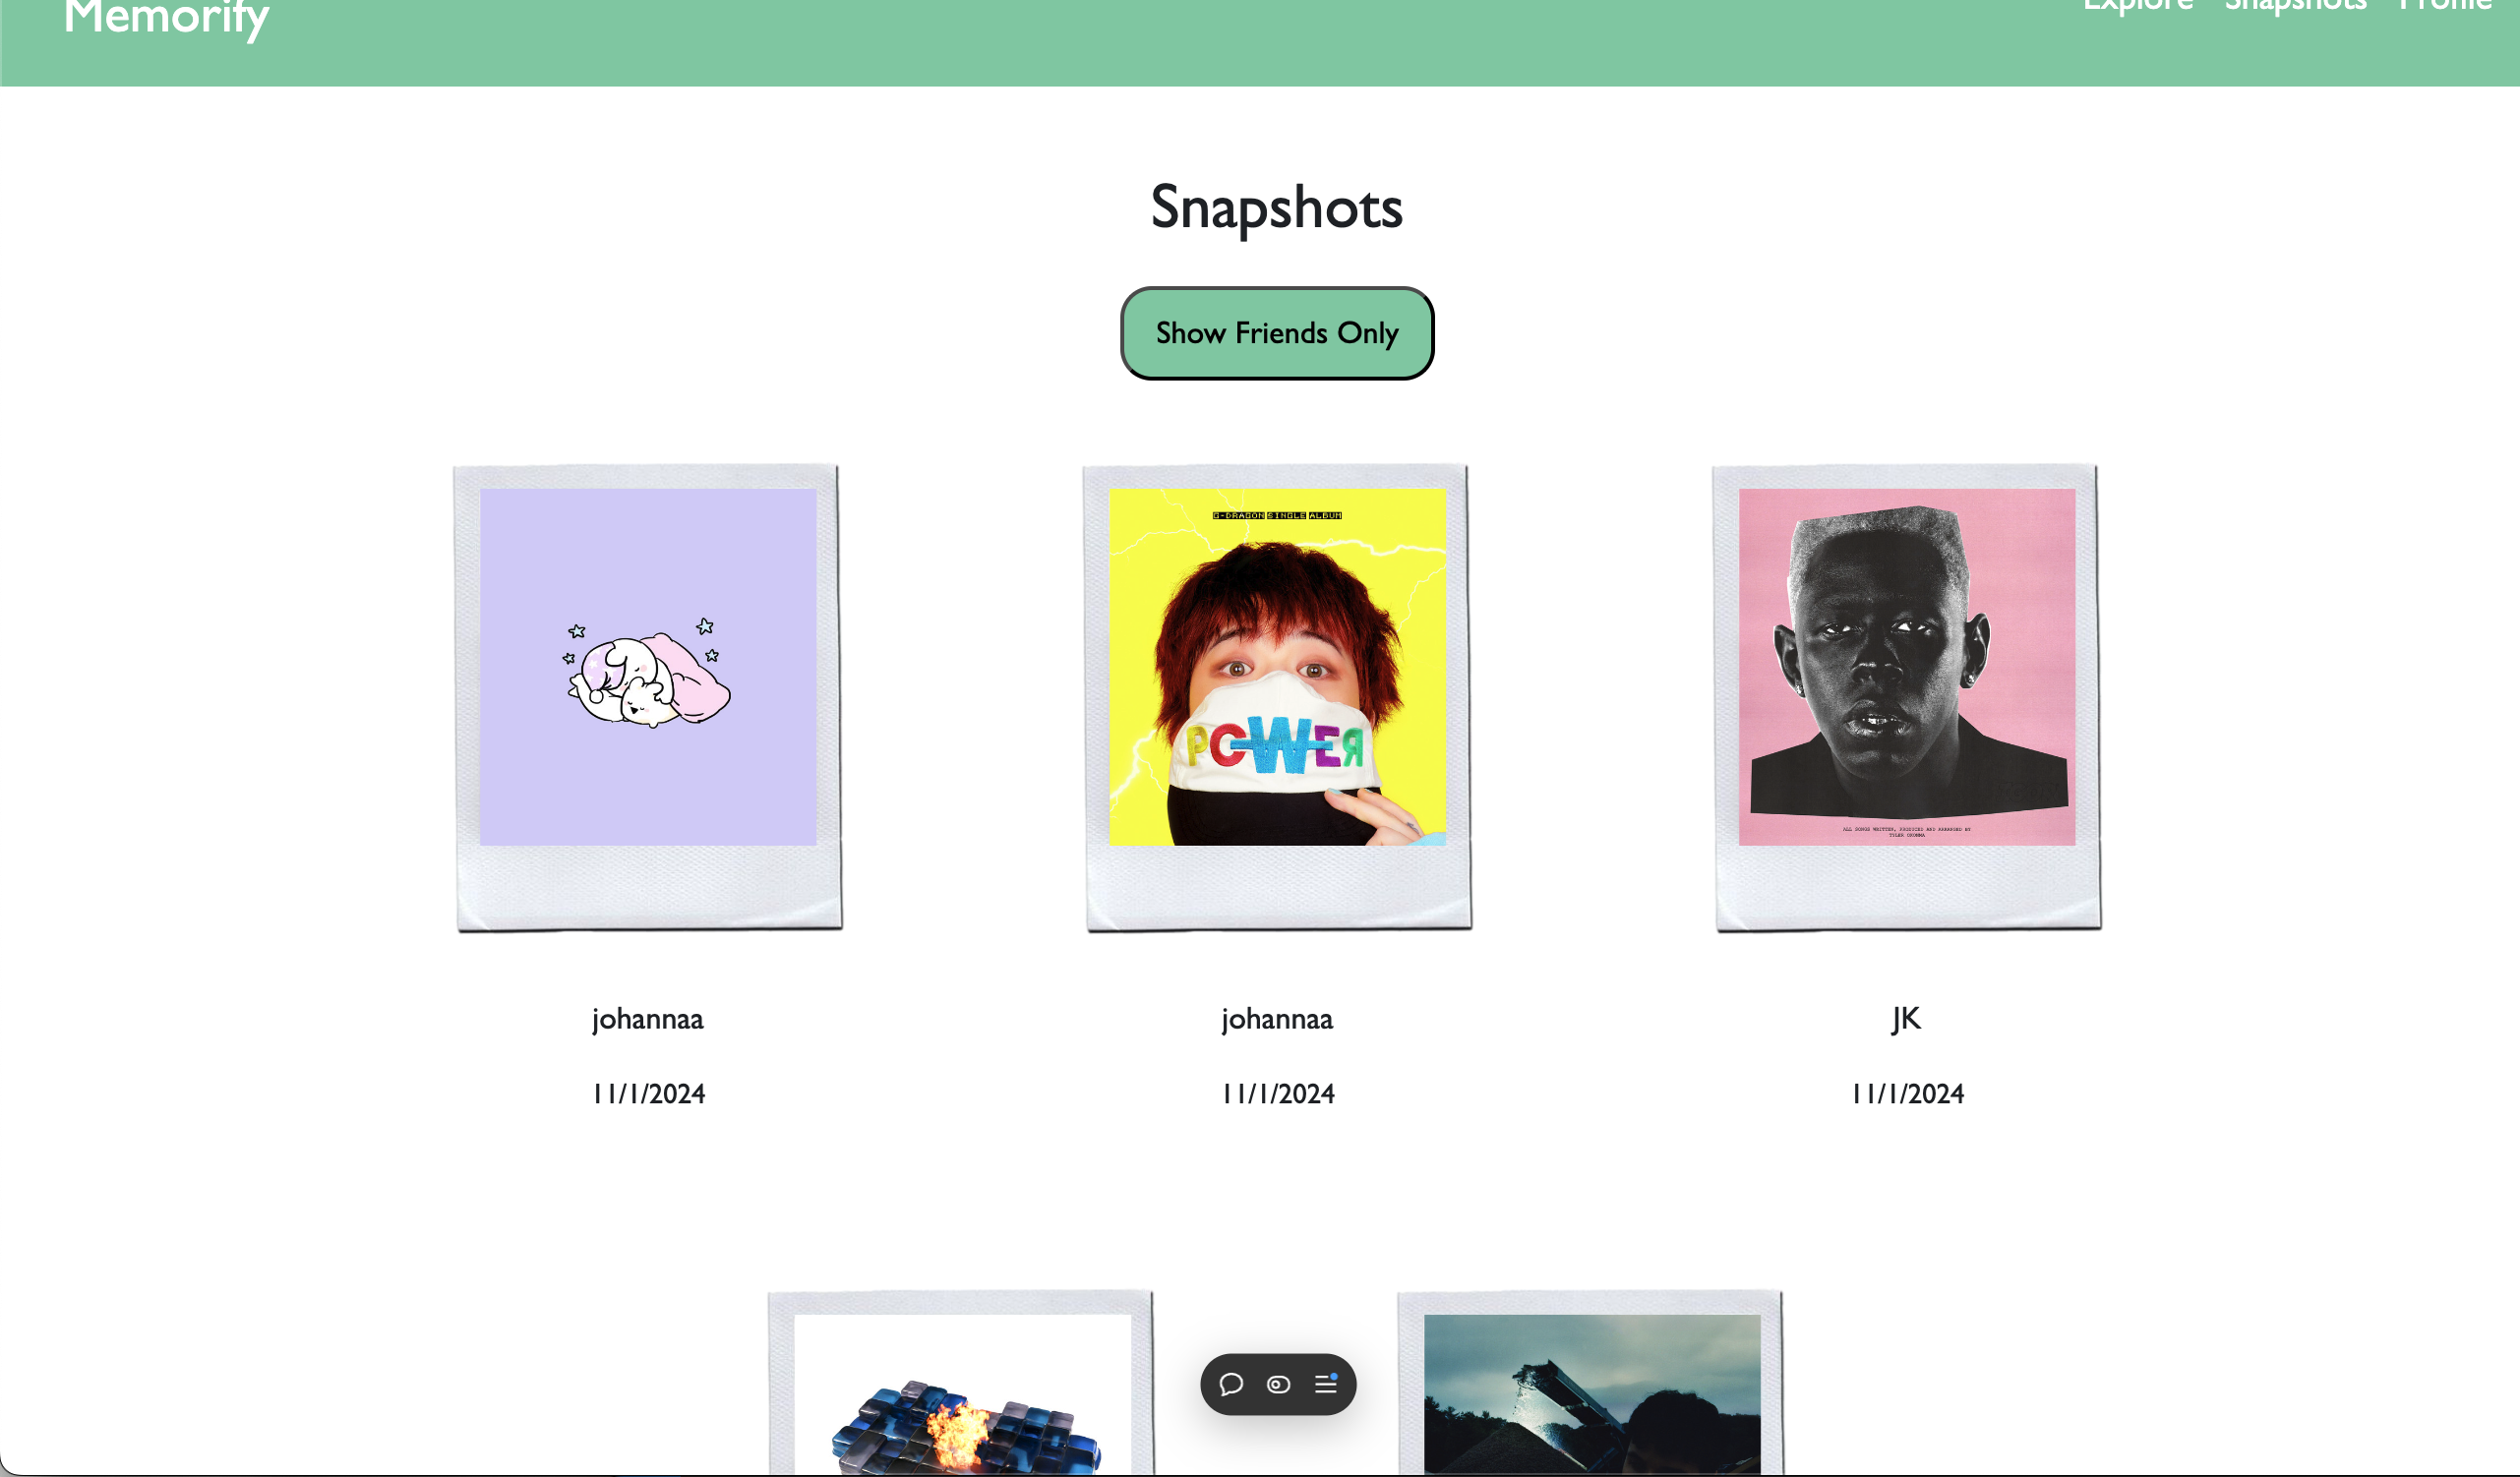 Memorify
Explore Snapshots Profile
Snapshots
Show Friends Only
G-DRAGON SINGLE ALBUM
POWER
ALL SONGS WRITTEN, PRODUCED AND ARRANGED BY
TYLER OKONMA
johannaa
johannaa
JK
11/1/2024
11/1/2024
11/1/2024